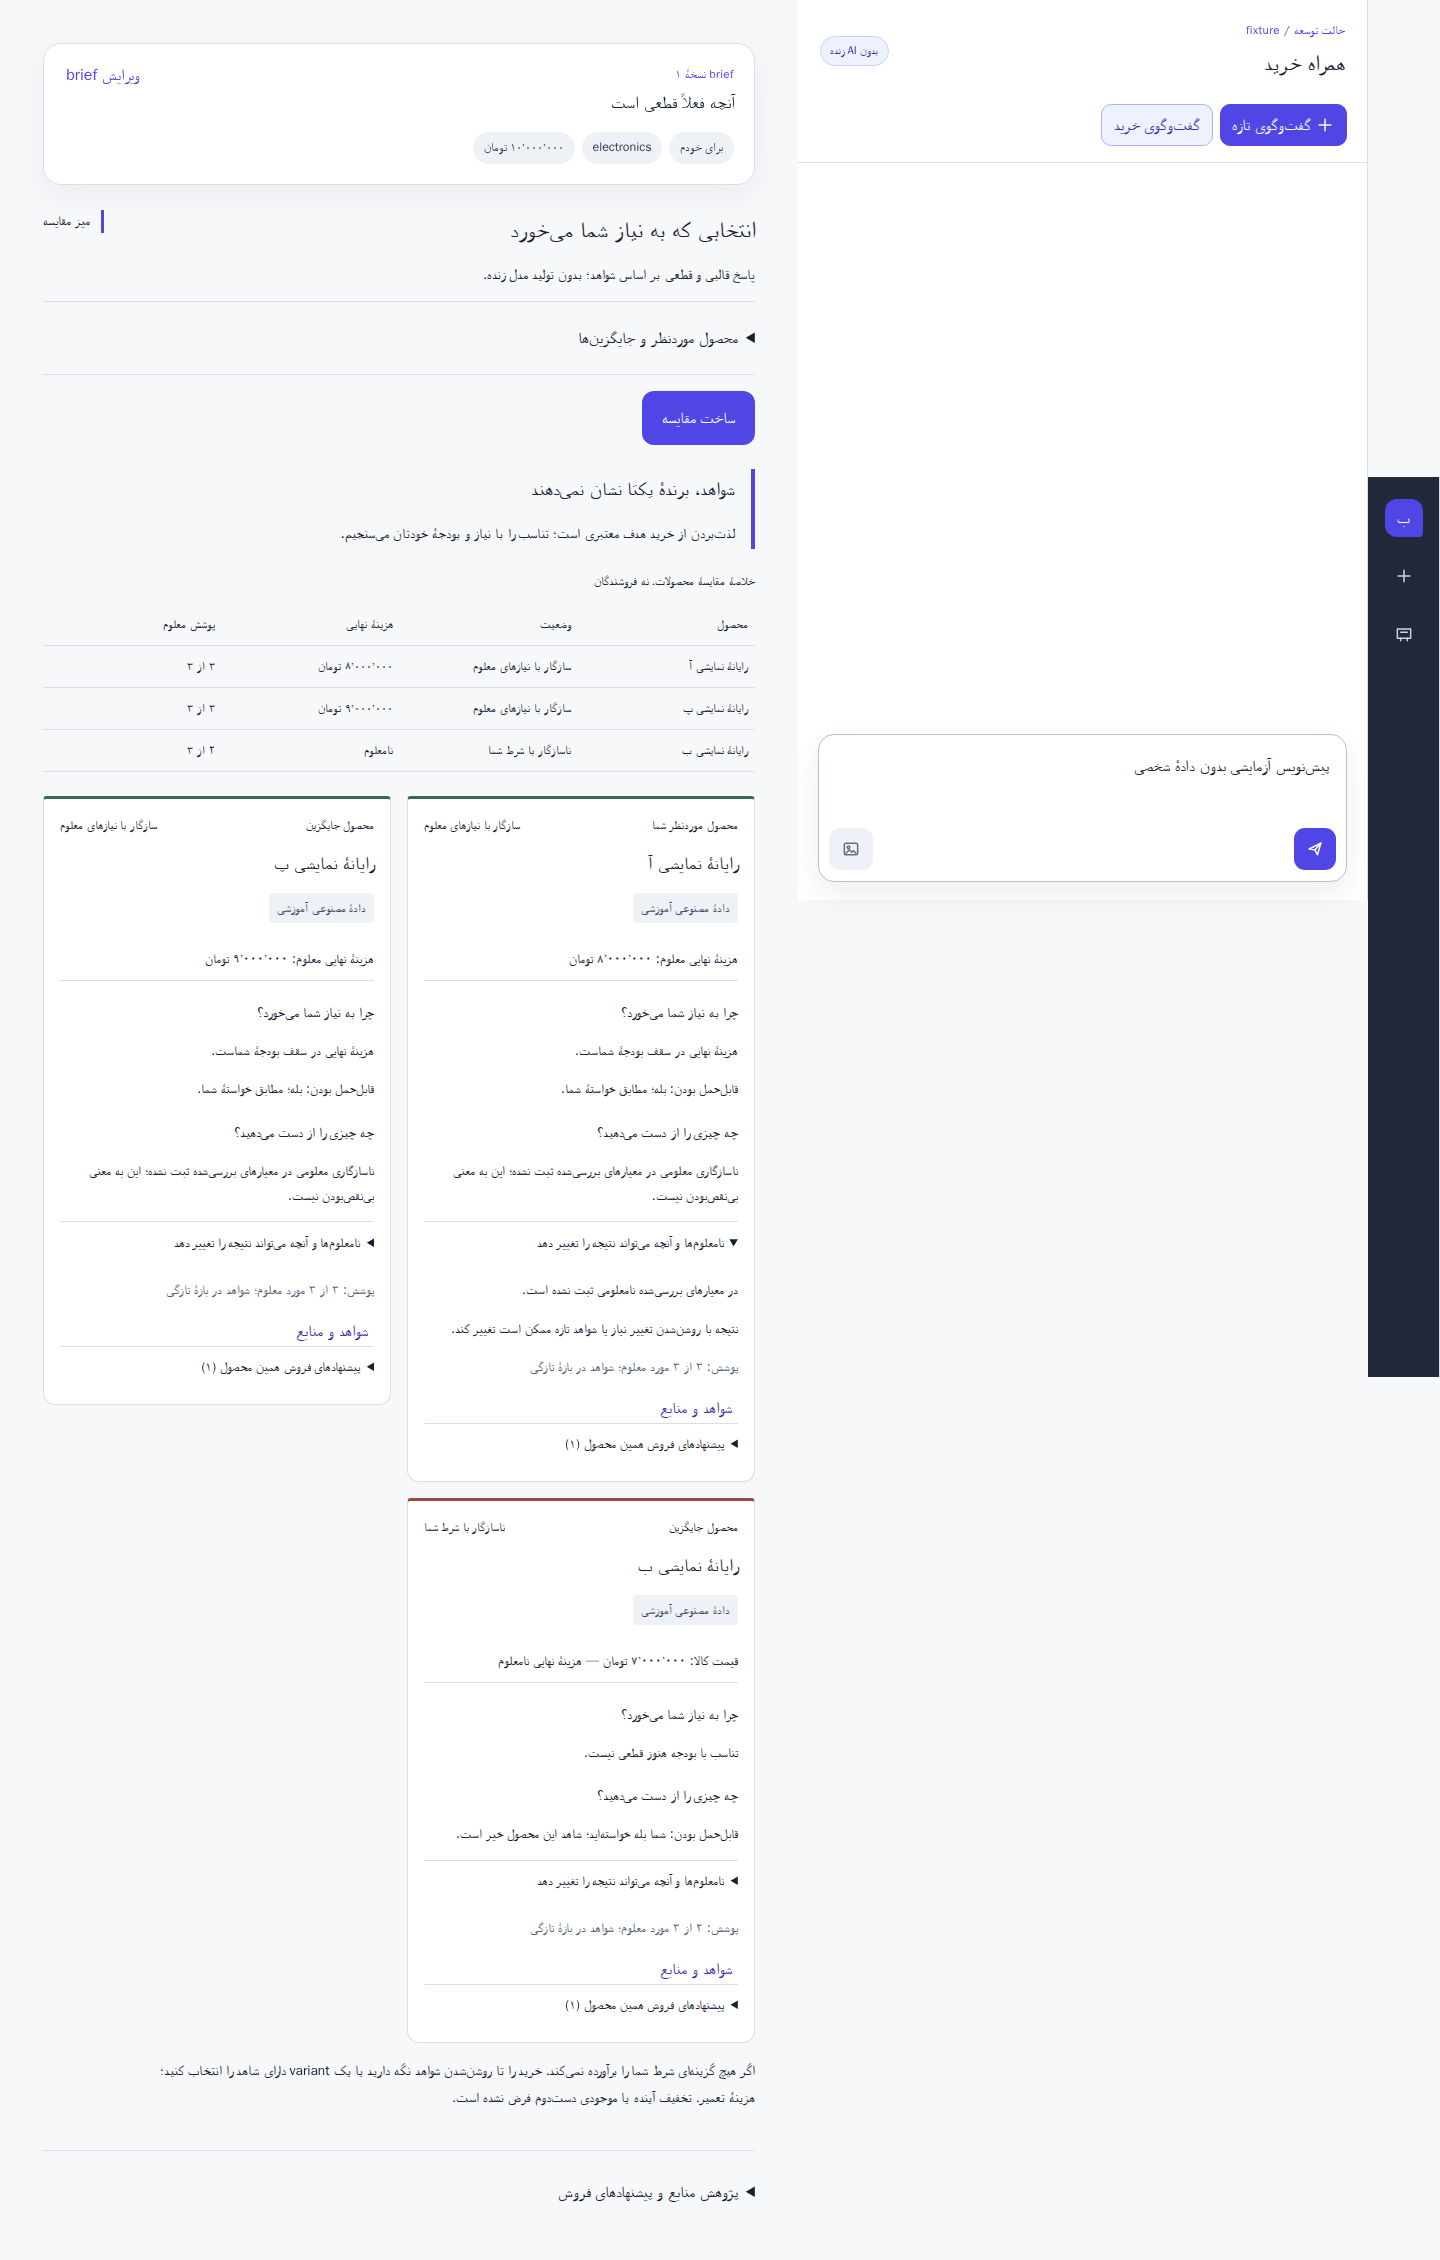 حالت توسعه / fixture
همراه خرید
بدون AI زنده
گفت‌وگوی تازه
گفت‌وگوی خرید
ب
پیش‌نویس آزمایشی بدون دادهٔ شخصی
brief نسخهٔ ۱
ویرایش brief
آنچه فعلاً قطعی است
برای خودم
electronics
۱۰٬۰۰۰٬۰۰۰ تومان
انتخابی که به نیاز شما می‌خورد
میز مقایسه
پاسخ قالبی و قطعی بر اساس شواهد؛ بدون تولید مدل زنده.
محصول موردنظر و جایگزین‌ها
ساخت مقایسه
شواهد، برندهٔ یکتا نشان نمی‌دهند
لذت‌بردن از خرید هدف معتبری است؛ تناسب را با نیاز و بودجهٔ خودتان می‌سنجیم.
خلاصهٔ مقایسهٔ محصولات، نه فروشندگان
محصول وضعیت هزینهٔ نهایی پوشش معلوم
رایانهٔ نمایشی آ سازگار با نیازهای معلوم ۸٬۰۰۰٬۰۰۰ تومان ۳ از ۳
رایانهٔ نمایشی پ سازگار با نیازهای معلوم ۹٬۰۰۰٬۰۰۰ تومان ۳ از ۳
رایانهٔ نمایشی ب ناسازگار با شرط شما نامعلوم ۲ از ۳
محصول موردنظر شما سازگار با نیازهای معلوم
رایانهٔ نمایشی آ
دادهٔ مصنوعی آموزشی
هزینهٔ نهایی معلوم: ۸٬۰۰۰٬۰۰۰ تومان
چرا به نیاز شما می‌خورد؟
هزینهٔ نهایی در سقف بودجهٔ شماست.
قابل‌حمل بودن: بله؛ مطابق خواستهٔ شما.
چه چیزی را از دست می‌دهید؟
ناسازگاری معلومی در معیارهای بررسی‌شده ثبت نشده؛ این به معنی
بی‌نقص‌بودن نیست.
نامعلوم‌ها و آنچه می‌تواند نتیجه را تغییر دهد
در معیارهای بررسی‌شده نامعلومی ثبت نشده است.
نتیجه با روشن‌شدن تغییر نیاز یا شواهد تازه ممکن است تغییر کند.
پوشش: ۳ از ۳ مورد معلوم؛ شواهد در بازهٔ تازگی
شواهد و منابع
پیشنهادهای فروش همین محصول (۱)
محصول جایگزین سازگار با نیازهای معلوم
رایانهٔ نمایشی پ
دادهٔ مصنوعی آموزشی
هزینهٔ نهایی معلوم: ۹٬۰۰۰٬۰۰۰ تومان
چرا به نیاز شما می‌خورد؟
هزینهٔ نهایی در سقف بودجهٔ شماست.
قابل‌حمل بودن: بله؛ مطابق خواستهٔ شما.
چه چیزی را از دست می‌دهید؟
ناسازگاری معلومی در معیارهای بررسی‌شده ثبت نشده؛ این به معنی
بی‌نقص‌بودن نیست.
نامعلوم‌ها و آنچه می‌تواند نتیجه را تغییر دهد
پوشش: ۳ از ۳ مورد معلوم؛ شواهد در بازهٔ تازگی
شواهد و منابع
پیشنهادهای فروش همین محصول (۱)
محصول جایگزین ناسازگار با شرط شما
رایانهٔ نمایشی ب
دادهٔ مصنوعی آموزشی
قیمت کالا: ۷٬۰۰۰٬۰۰۰ تومان — هزینهٔ نهایی نامعلوم
چرا به نیاز شما می‌خورد؟
تناسب با بودجه هنوز قطعی نیست.
چه چیزی را از دست می‌دهید؟
قابل‌حمل بودن: شما بله خواسته‌اید؛ شاهد این محصول خیر است.
نامعلوم‌ها و آنچه می‌تواند نتیجه را تغییر دهد
پوشش: ۲ از ۳ مورد معلوم؛ شواهد در بازهٔ تازگی
شواهد و منابع
پیشنهادهای فروش همین محصول (۱)
اگر هیچ گزینه‌ای شرط شما را برآورده نمی‌کند، خرید را تا روشن‌شدن شواهد نگه دارید یا یک variant دارای شاهد را انتخاب کنید؛
هزینهٔ تعمیر، تخفیف آینده یا موجودی دست‌دوم فرض نشده است.
پژوهش منابع و پیشنهادهای فروش